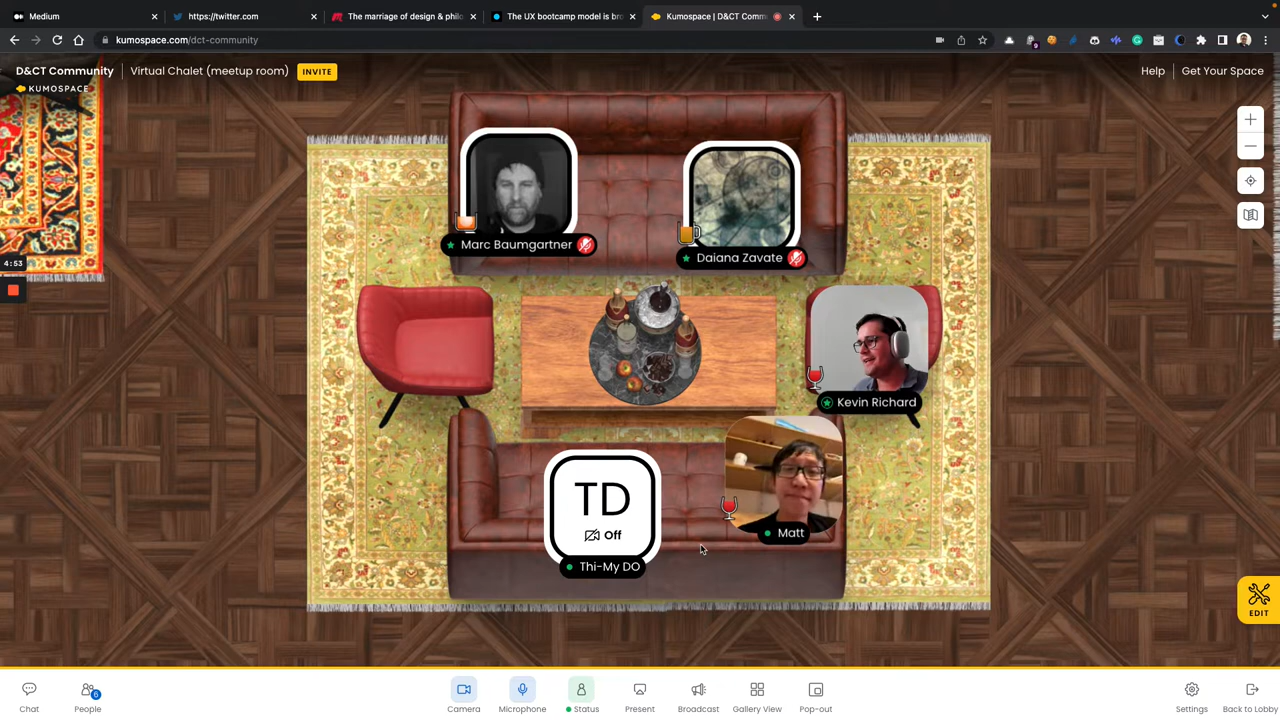 Medium
https://twitter.com
The marriage of design & philo
The UX bootcamp model is bro
Kumospace | D&CT Comm
kumospace.com/dct-community
9
D&CT Community
Virtual Chalet (meetup room)
INVITE
KUMOSPACE
Help
Get Your Space
Marc Baumgartner
Daiana Zavate
4:53
Kevin Richard
TD
Off
Matt
Thi-My DO
EDIT
6
Chat
People
Camera
Microphone
Status
Present
Broadcast
Gallery View
Pop-out
Settings
Back to Lobby